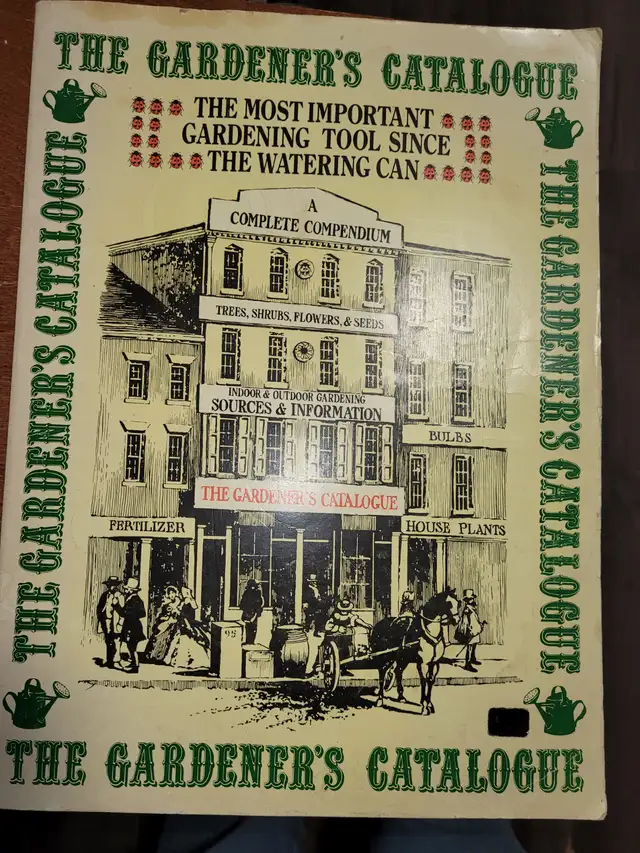 THE GARDENER'S CATALOGUE
THE MOST IMPORTANT
GARDENING TOOL SINCE
THE WATERING CAN
THE GARDENER'S CATALOGUE
THE GARDENER'S CATALOGUE
A
COMPLETE COMPENDIUM
TREES, SHRUBS, FLOWERS, & SEEDS
INDOOR & OUTDOOR GARDENING
SOURCES & INFORMATION
BULBS
THE GARDENER'S CATALOGUE
FERTILIZER
HOUSE PLANTS
95
THE GARDENER'S CATALOGUE